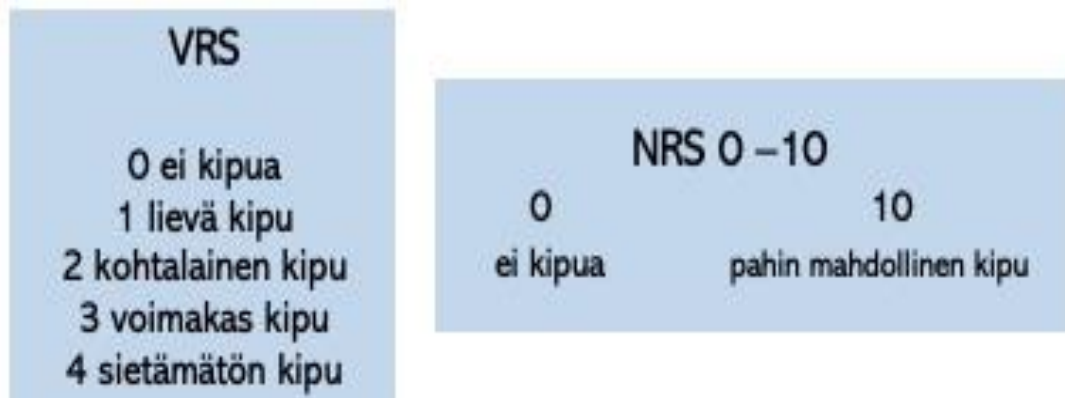 VRS
0 ei kipua
1 lievä kipu
2 kohtalainen kipu
3 voimakas kipu
4 sietämätön kipu
NRS 0 –10
0 10
ei kipua pahin mahdollinen kipu